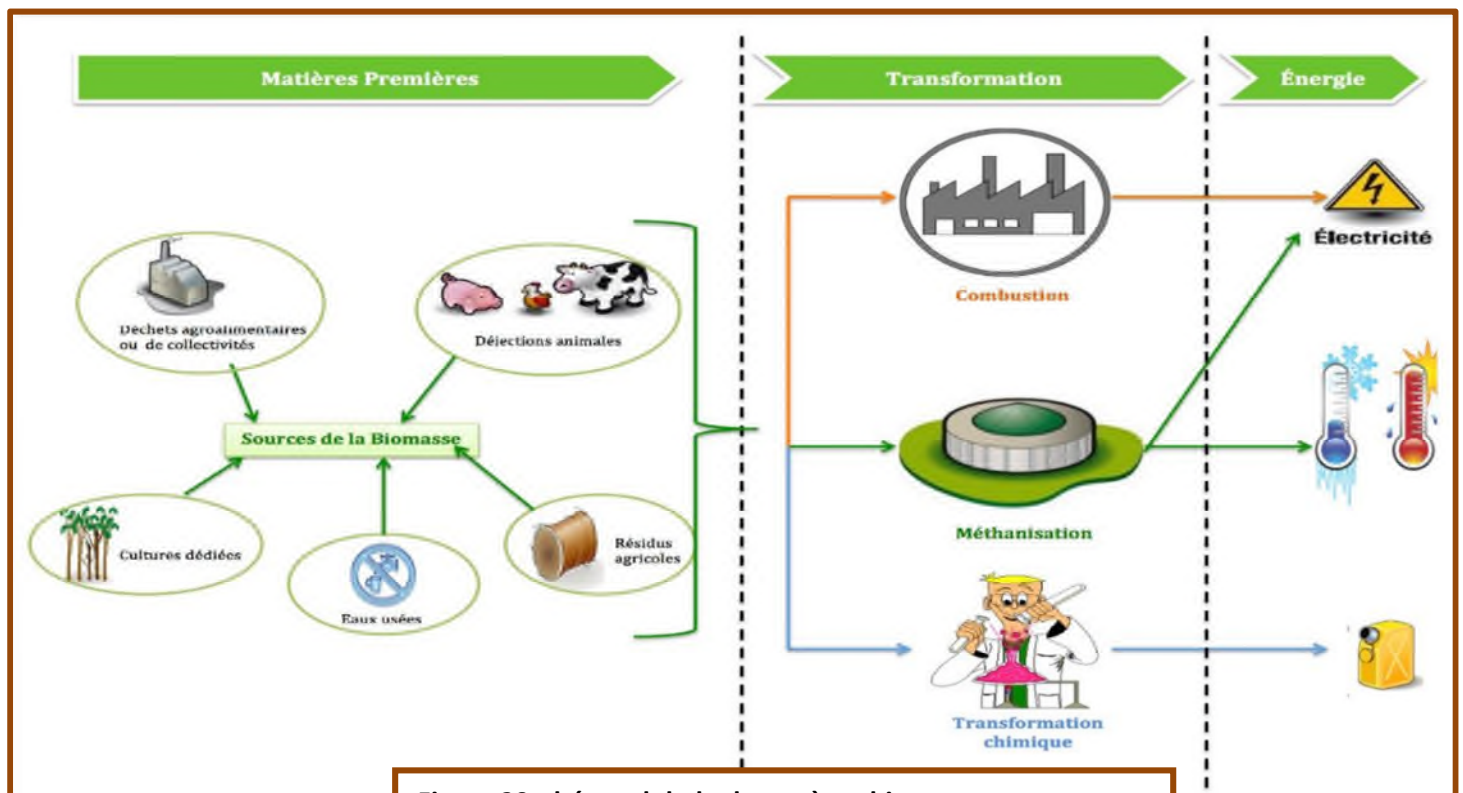 Matières Premières
Transformation
Énergie
Déchets agroalimentaires
ou de collectivités
Déjections animales
Sources de la Biomasse
Cultures dédiées
Eaux usées
Résidus
agricoles
Combustion
Méthanisation
Transformation
chimique
Électricité